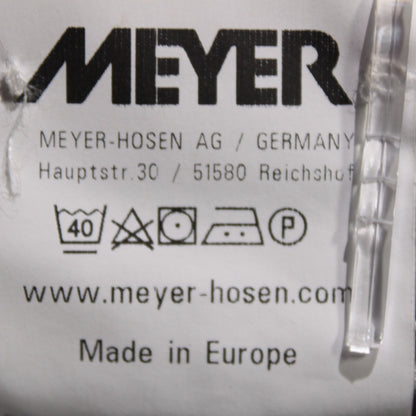 MEYER
MEYER-HOSEN AG / GERMANY
Hauptstr.30 / 51580 Reichshof
40 P
www.meyer-hosen.com
Made in Europe